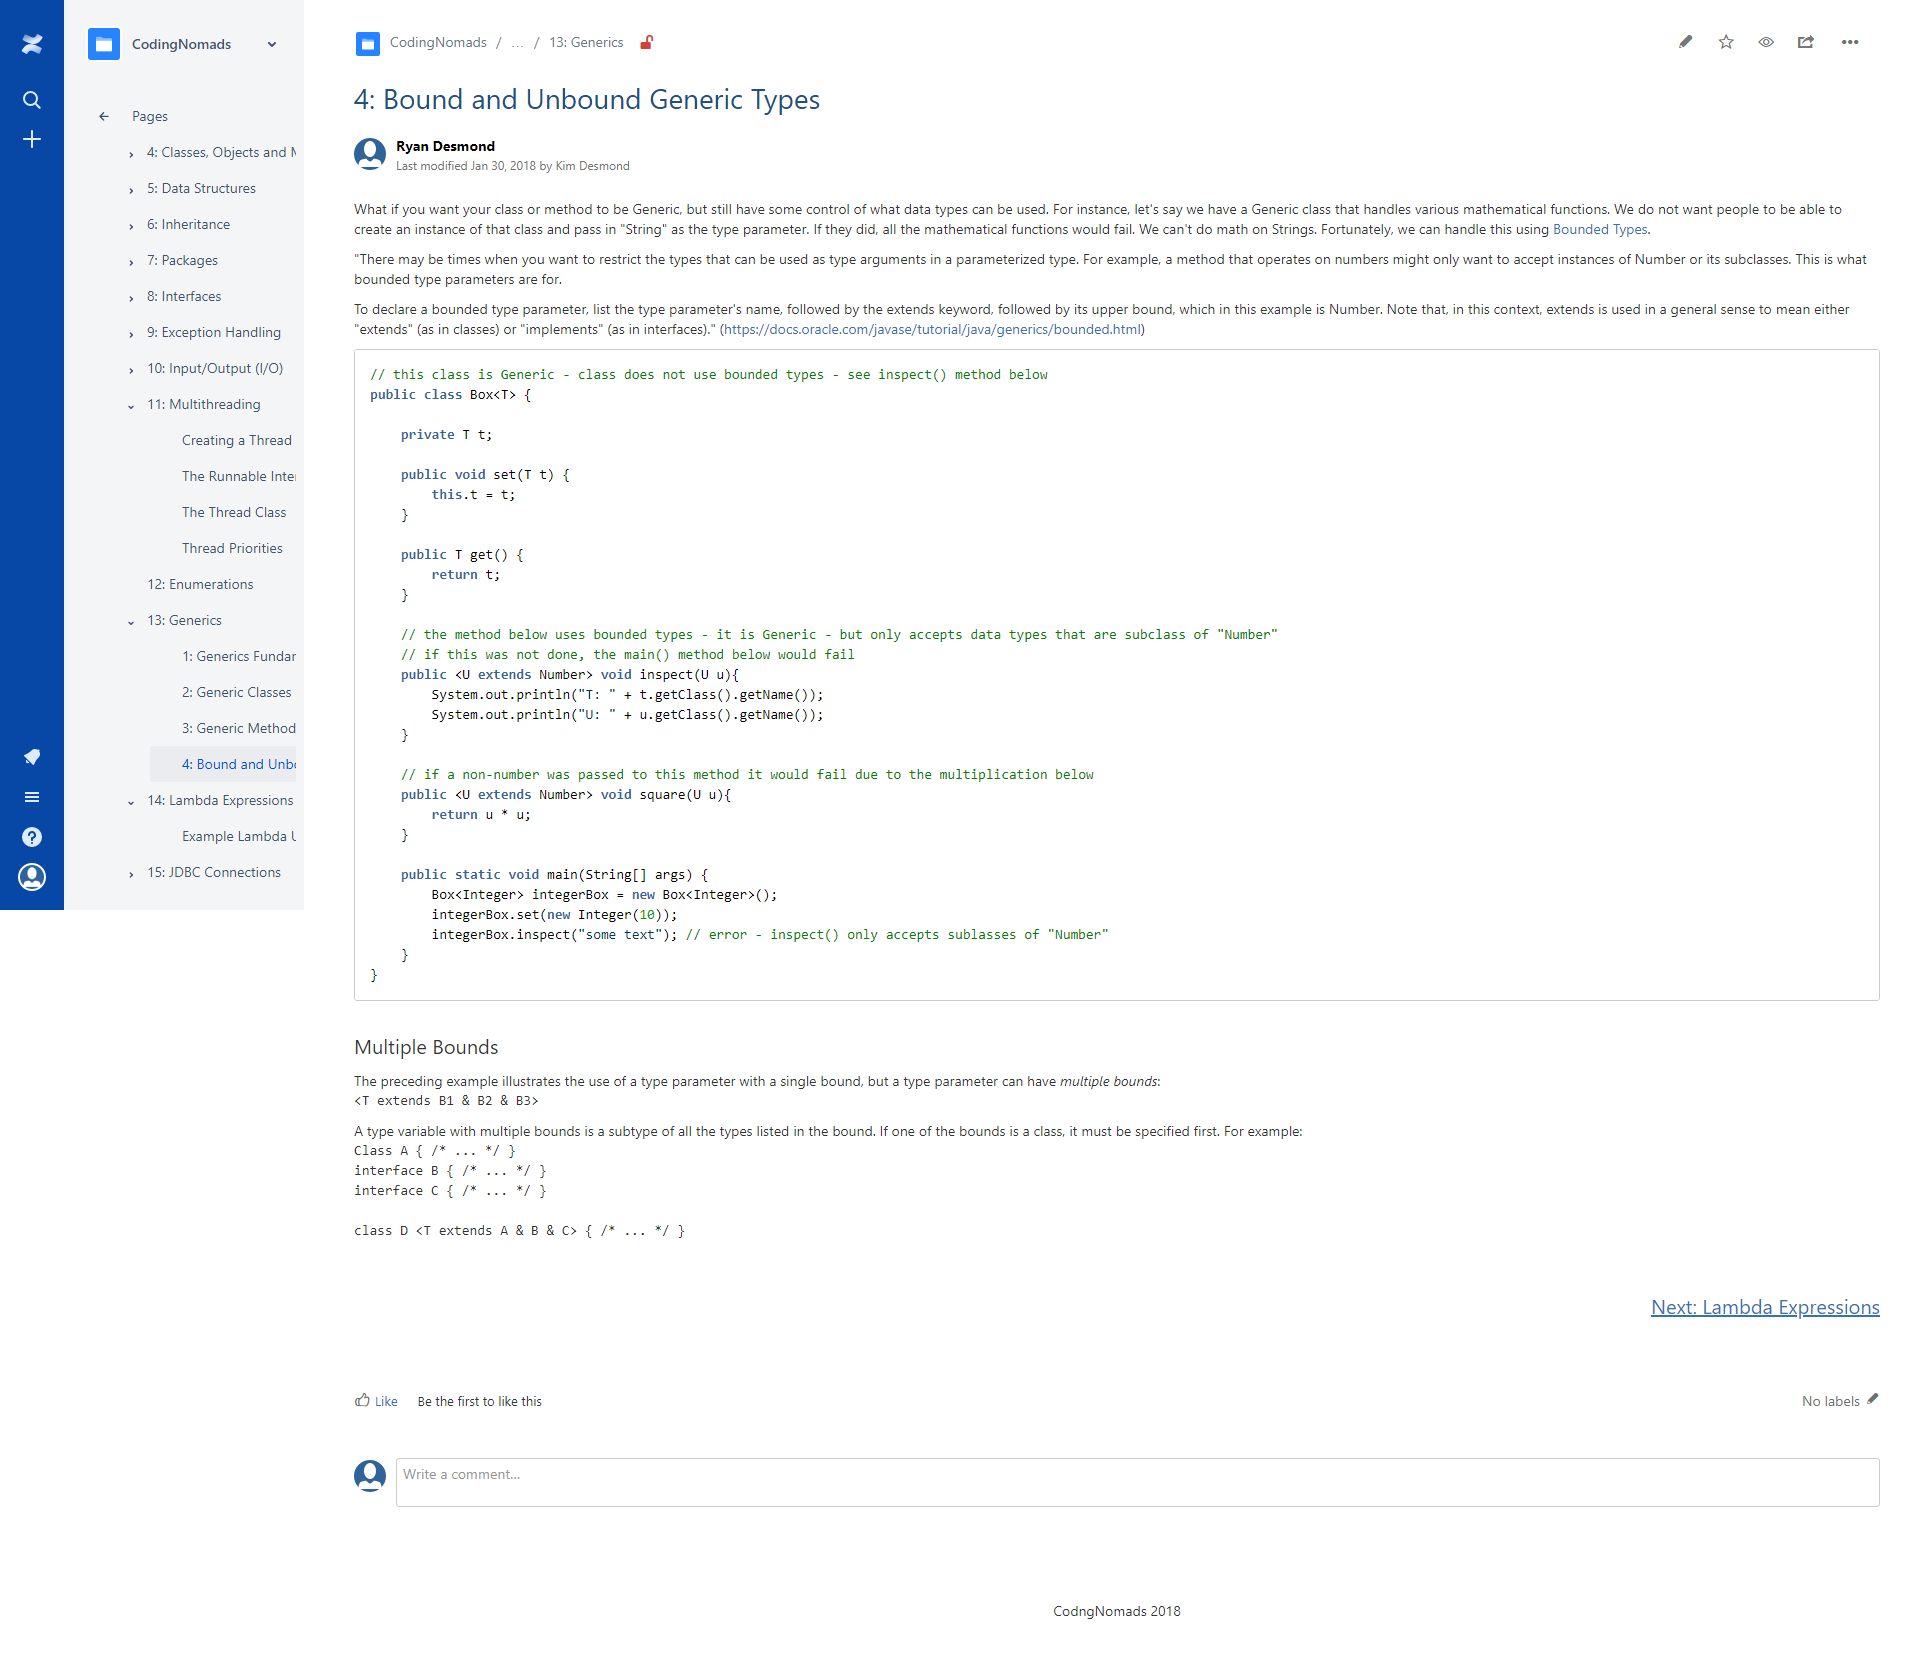 CodingNomads
Pages
4: Classes, Objects and M
5: Data Structures
6: Inheritance
7: Packages
8: Interfaces
9: Exception Handling
10: Input/Output (I/O)
11: Multithreading
Creating a Thread
The Runnable Inter
The Thread Class
Thread Priorities
12: Enumerations
13: Generics
1: Generics Fundar
2: Generic Classes
3: Generic Method
4: Bound and Unbo
14: Lambda Expressions
Example Lambda U
15: JDBC Connections
CodingNomads / ... / 13: Generics
4: Bound and Unbound Generic Types
Ryan Desmond
Last modified Jan 30, 2018 by Kim Desmond
What if you want your class or method to be Generic, but still have some control of what data types can be used. For instance, let's say we have a Generic class that handles various mathematical functions. We do not want people to be able to
create an instance of that class and pass in "String" as the type parameter. If they did, all the mathematical functions would fail. We can't do math on Strings. Fortunately, we can handle this using Bounded Types.
"There may be times when you want to restrict the types that can be used as type arguments in a parameterized type. For example, a method that operates on numbers might only want to accept instances of Number or its subclasses. This is what
bounded type parameters are for.
To declare a bounded type parameter, list the type parameter's name, followed by the extends keyword, followed by its upper bound, which in this example is Number. Note that, in this context, extends is used in a general sense to mean either
"extends" (as in classes) or "implements" (as in interfaces)." (https://docs.oracle.com/javase/tutorial/java/generics/bounded.html)
// this class is Generic - class does not use bounded types - see inspect() method below
public class Box<T> {
private T t;
public void set(T t) {
this.t = t;
}
public T get() {
return t;
}
// the method below uses bounded types - it is Generic - but only accepts data types that are subclass of "Number"
// if this was not done, the main() method below would fail
public <U extends Number> void inspect(U u){
System.out.println("T: " + t.getClass().getName());
System.out.println("U: " + u.getClass().getName());
}
// if a non-number was passed to this method it would fail due to the multiplication below
public <U extends Number> void square(U u){
return u * u;
}
public static void main(String[] args) {
Box<Integer> integerBox = new Box<Integer>();
integerBox.set(new Integer(10));
integerBox.inspect("some text"); // error - inspect() only accepts sublasses of "Number"
}
}
Multiple Bounds
The preceding example illustrates the use of a type parameter with a single bound, but a type parameter can have multiple bounds:
<T extends B1 & B2 & B3>
A type variable with multiple bounds is a subtype of all the types listed in the bound. If one of the bounds is a class, it must be specified first. For example:
Class A { /* ... */ }
interface B { /* ... */ }
interface C { /* ... */ }
class D <T extends A & B & C> { /* ... */ }
Next: Lambda Expressions
Like Be the first to like this
No labels
Write a comment...
CodngNomads 2018